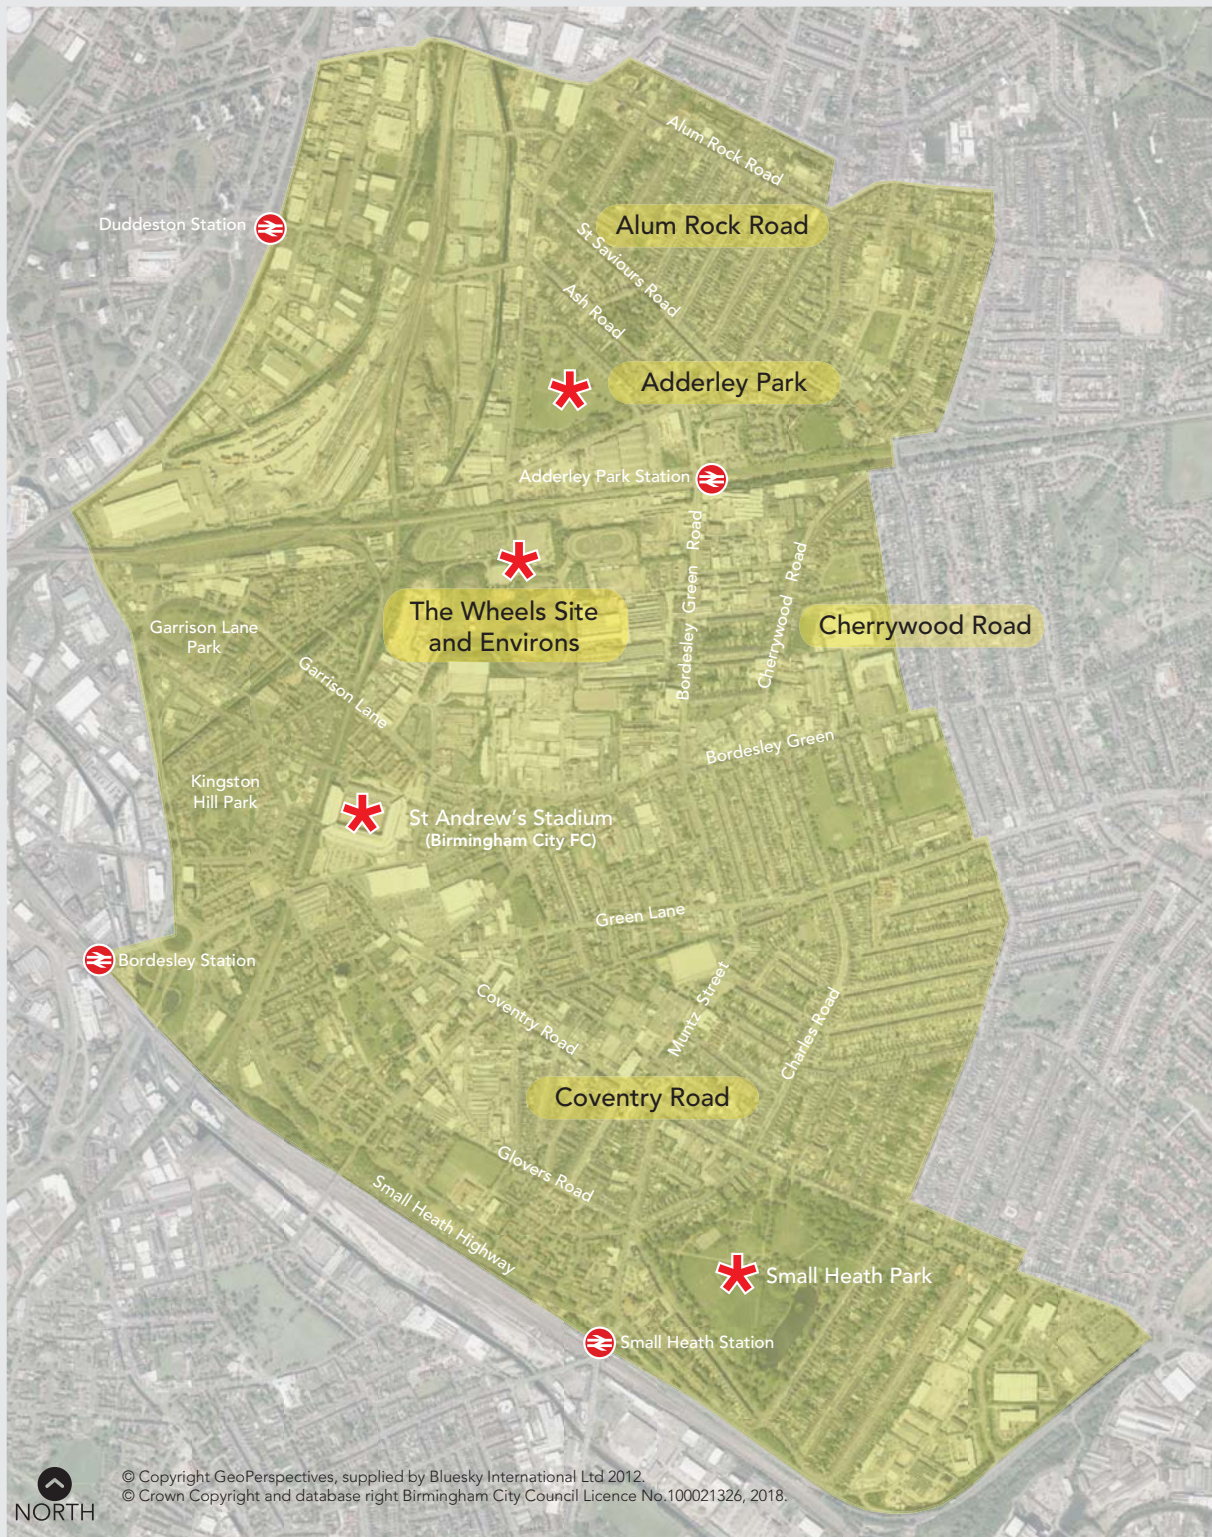 Alum Rock Road
Duddeston Station
Alum Rock Road
St Saviours Road
Ash Road
Adderley Park
Adderley Park Station
Bordesley Green Road
Cherrywood Road
The Wheels Site
and Environs
Cherrywood Road
Garrison Lane
Park
Garrison Lane
Bordesley Green
Kingston
Hill Park
St Andrew's Stadium
(Birmingham City FC)
Green Lane
Bordesley Station
Coventry Road
Muntz Street
Charles Road
Coventry Road
Glovers Road
Small Heath Highway
Small Heath Park
Small Heath Station
NORTH
© Copyright GeoPerspectives, supplied by Bluesky International Ltd 2012.
© Crown Copyright and database right Birmingham City Council Licence No.100021326, 2018.